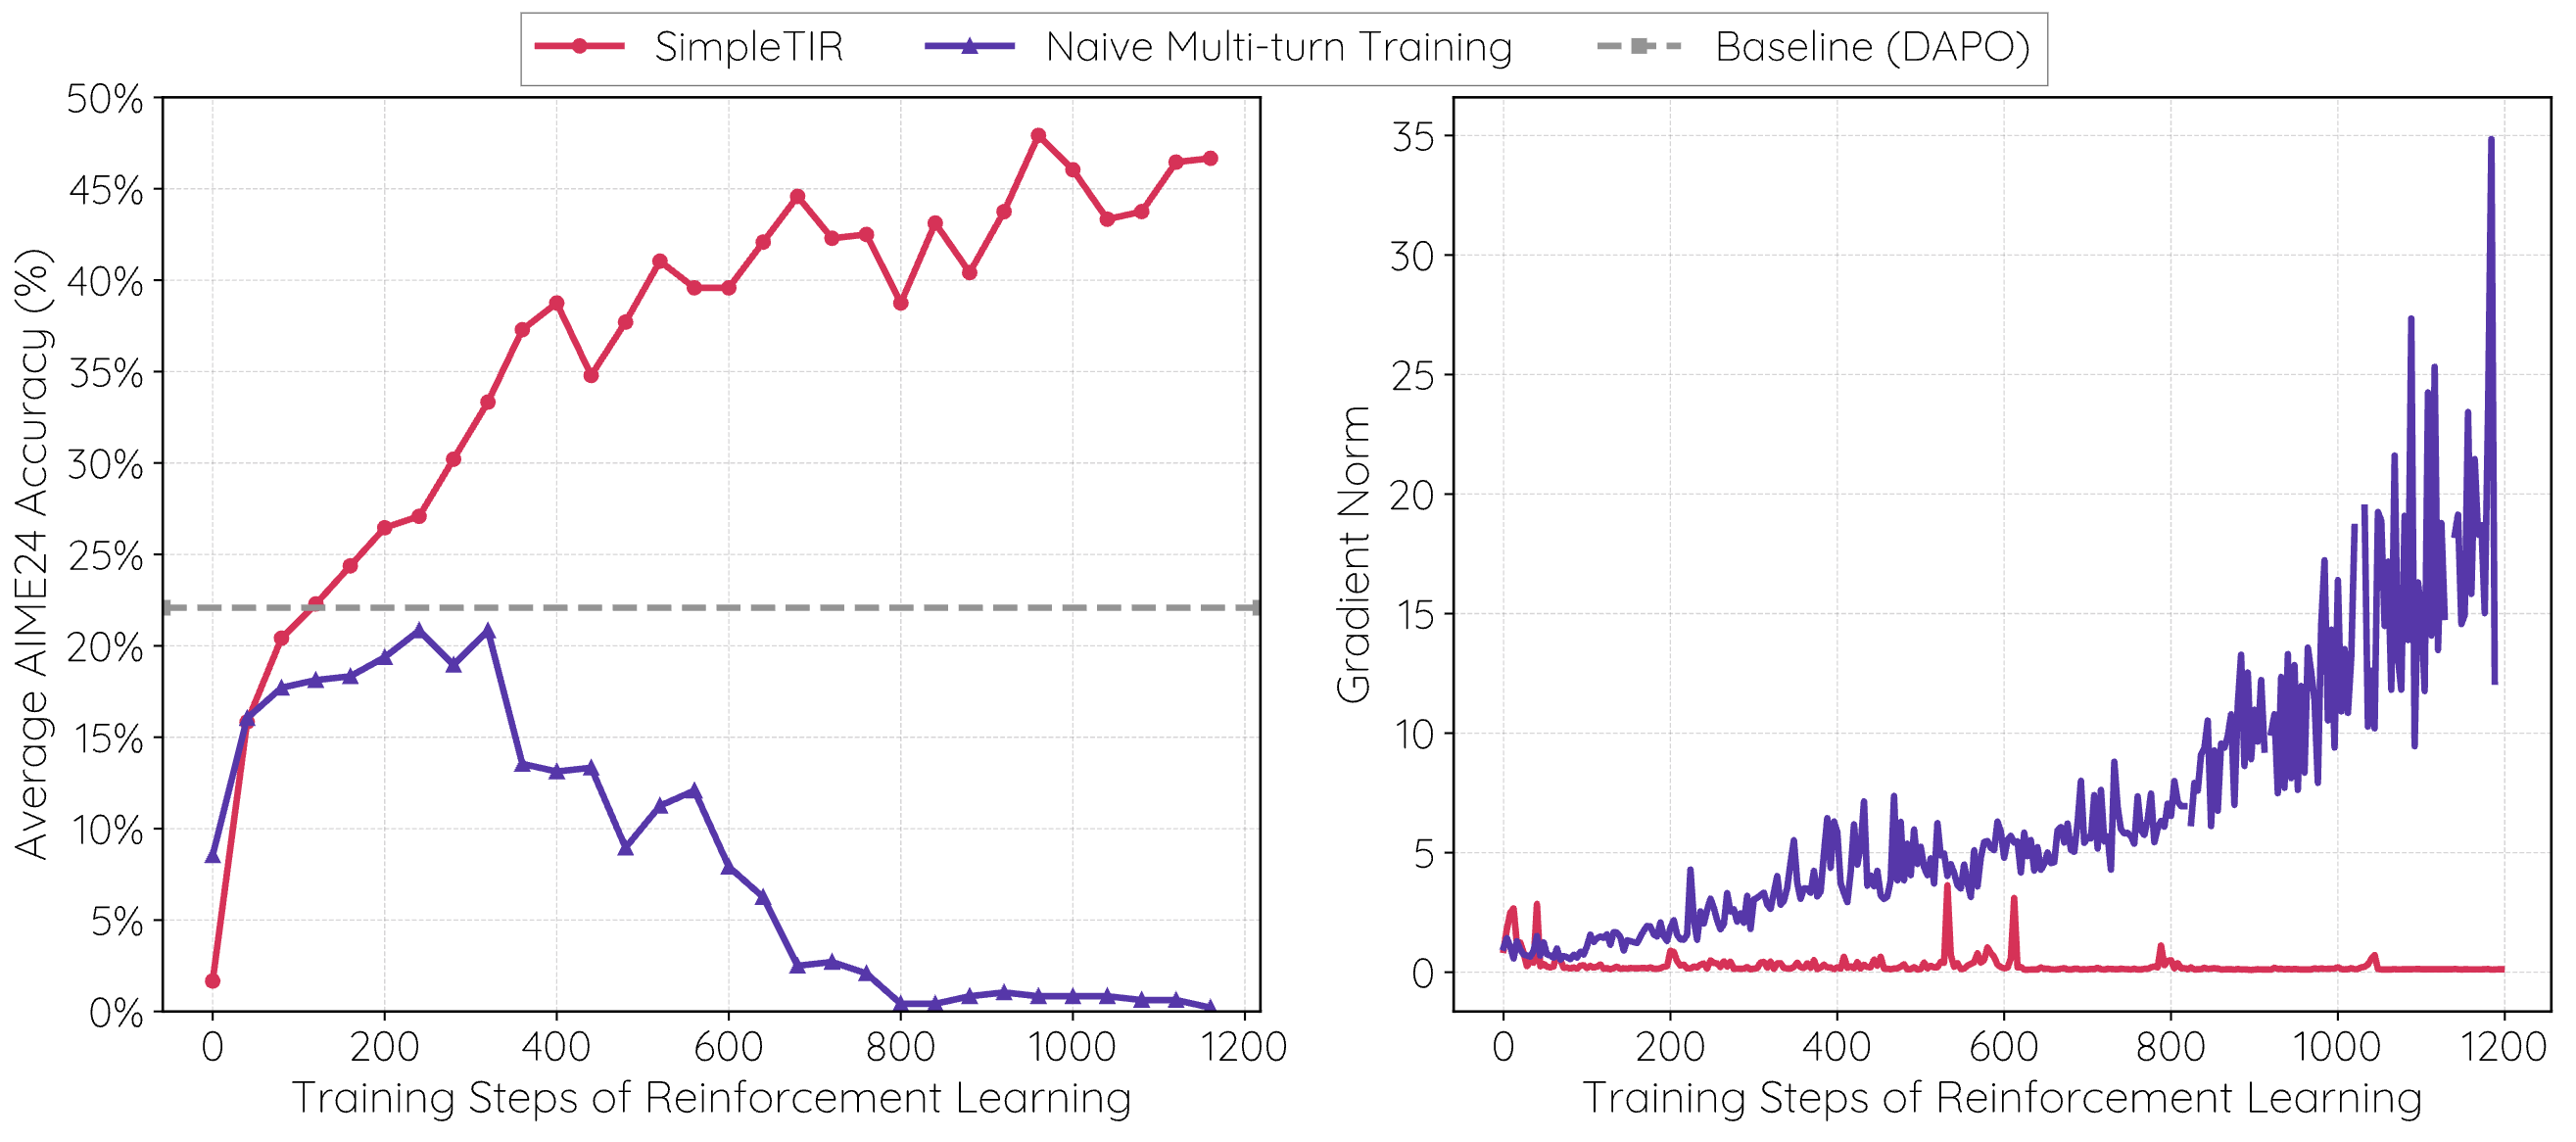 SimpleTIR Naive Multi-turn Training Baseline (DAPO)
Average AIME24 Accuracy (%)
50%
45%
40%
35%
30%
25%
20%
15%
10%
5%
0%
0 200 400 600 800 1000 1200
Training Steps of Reinforcement Learning
Gradient Norm
35
30
25
20
15
10
5
0
0 200 400 600 800 1000 1200
Training Steps of Reinforcement Learning